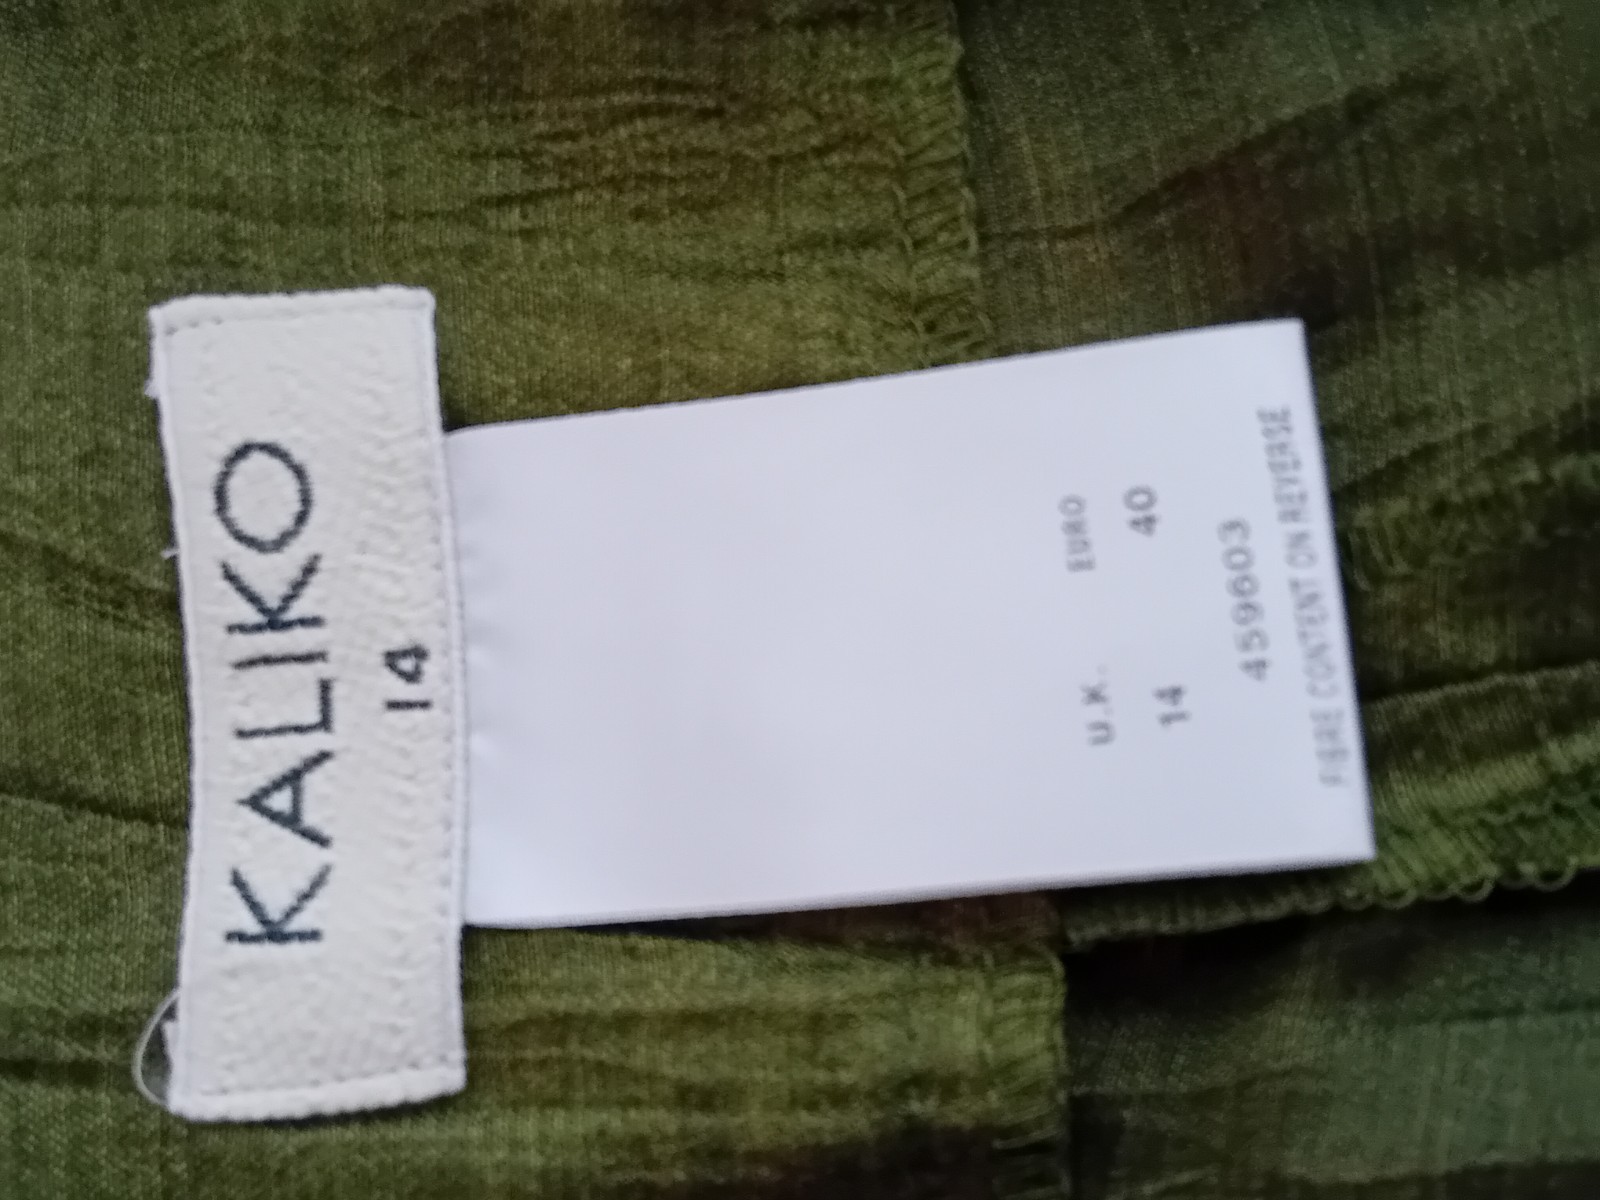 KALIKO
14
U.K. EURO
14 40
459603
FIBRE CONTENT ON REVERSE